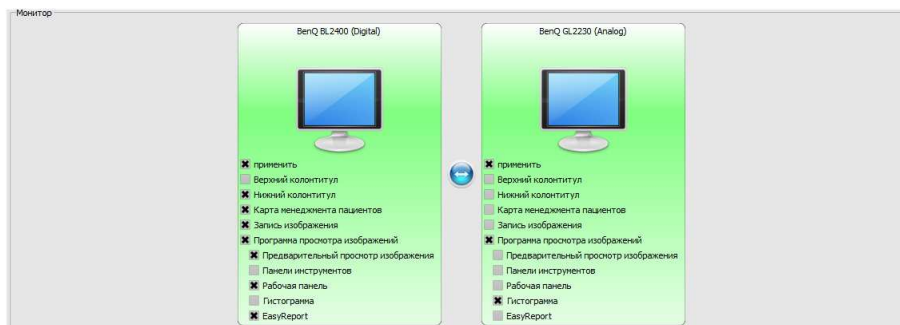 Монитор
BenQ BL2400 (Digital)
применить
Верхний колонтитул
Нижний колонтитул
Карта менеджмента пациентов
Запись изображения
Программа просмотра изображений
Предварительный просмотр изображения
Панели инструментов
Рабочая панель
Гистограмма
EasyReport
BenQ GL2230 (Analog)
применить
Верхний колонтитул
Нижний колонтитул
Карта менеджмента пациентов
Запись изображения
Программа просмотра изображений
Предварительный просмотр изображения
Панели инструментов
Рабочая панель
Гистограмма
EasyReport